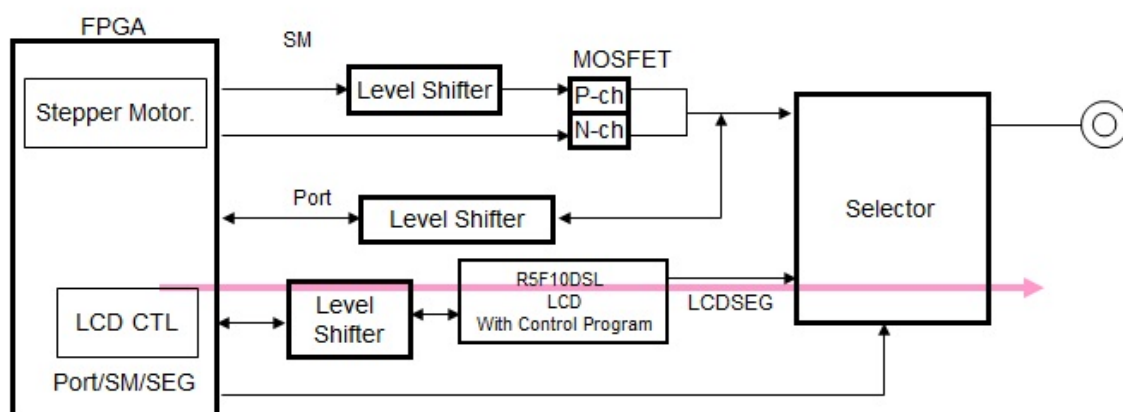 FPGA
SM
MOSFET
Stepper Motor.
Level Shifter
P-ch
N-ch
Port
Level Shifter
Selector
LCD CTL
Level
Shifter
R5F10DSL
LCD
With Control Program
LCDSEG
Port/SM/SEG